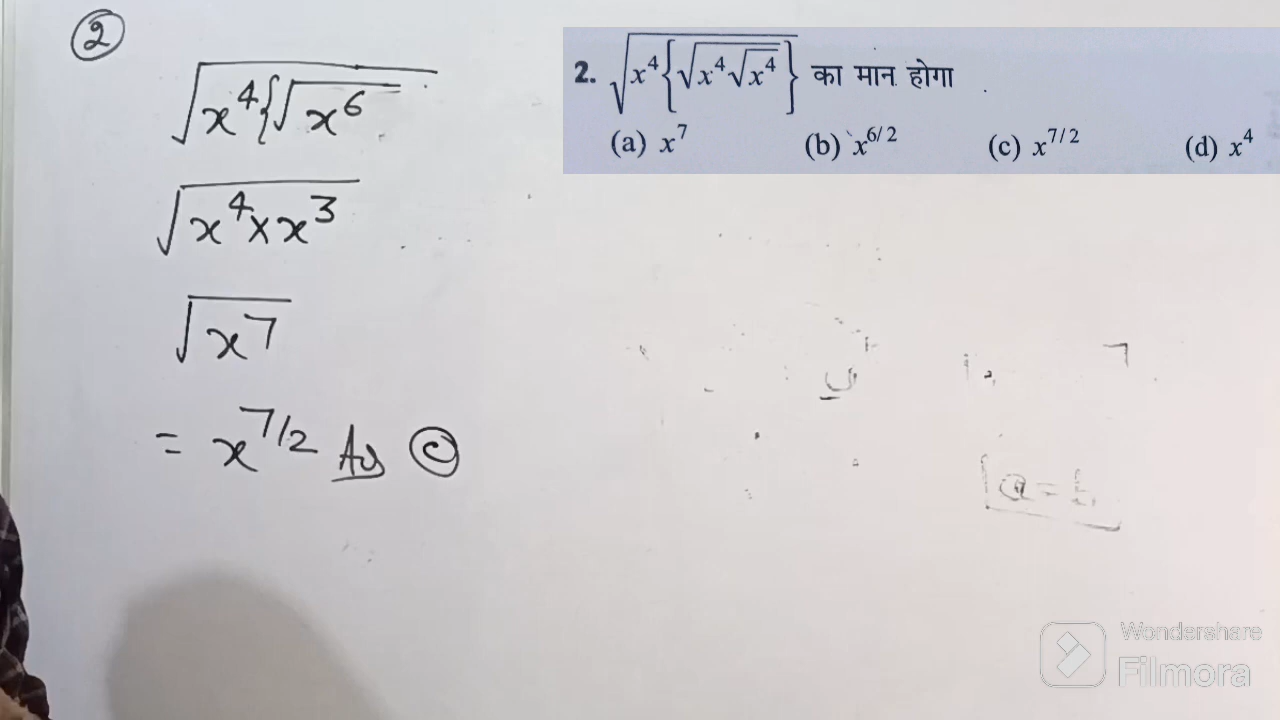 ②
√x⁴{√x⁶
√x⁴×x³
√x⁷
= x^7/2 Ans ⓒ
2. √x⁴{√x⁴√x⁴} का मान होगा
(a) x⁷ (b) x^6/2 (c) x^7/2 (d) x⁴
Wondershare
Filmora